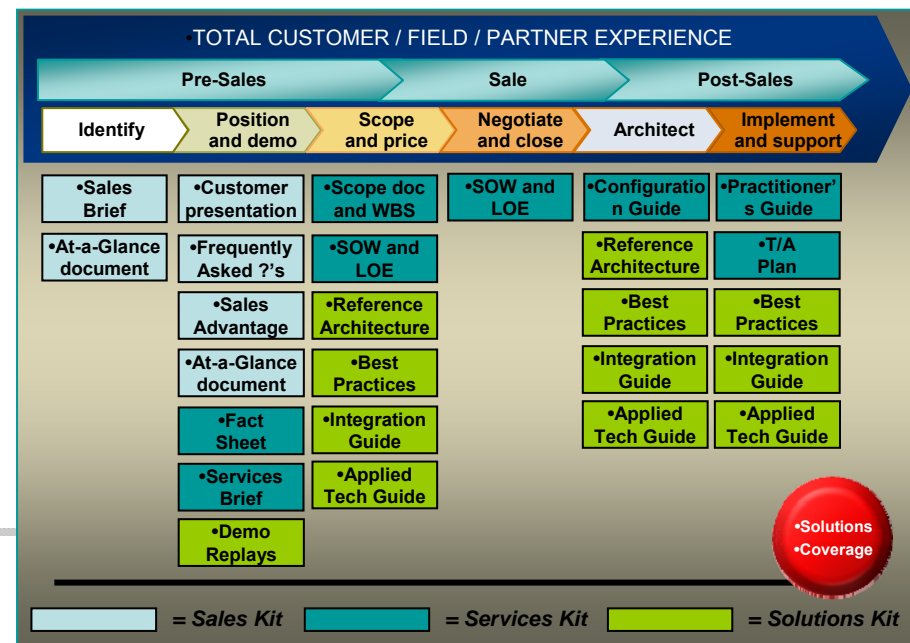 •TOTAL CUSTOMER / FIELD / PARTNER EXPERIENCE
Pre-Sales
Sale
Post-Sales
Identify
Position
and demo
Scope
and price
Negotiate
and close
Architect
Implement
and support
•Sales
Brief
•Customer
presentation
•Scope doc
and WBS
•SOW and
LOE
•Configuratio
n Guide
•Practitioner'
s Guide
•At-a-Glance
document
•Frequently
Asked ?'s
•SOW and
LOE
•Reference
Architecture
•T/A
Plan
•Sales
Advantage
•Reference
Architecture
•Best
Practices
•Best
Practices
•At-a-Glance
document
•Best
Practices
•Integration
Guide
•Integration
Guide
•Fact
Sheet
•Integration
Guide
•Applied
Tech Guide
•Applied
Tech Guide
•Services
Brief
•Applied
Tech Guide
•Demo
Replays
•Solutions
•Coverage
= Sales Kit
= Services Kit
= Solutions Kit